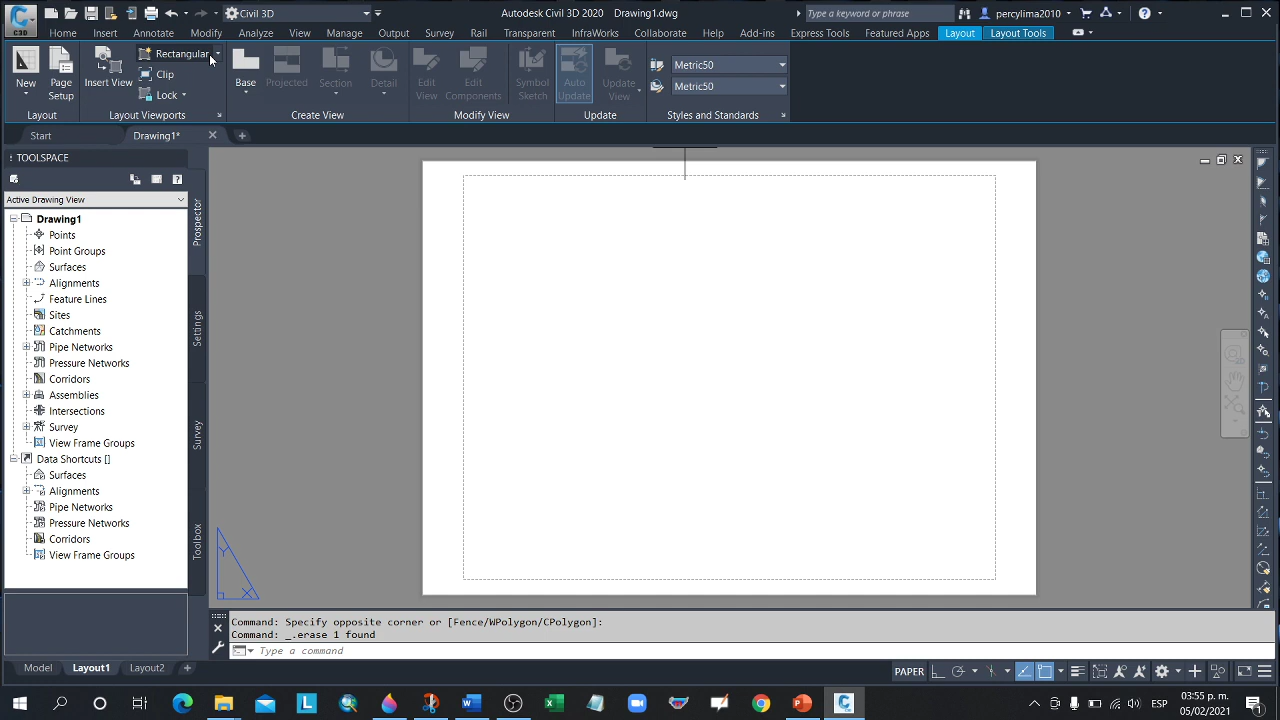 Civil 3D
Autodesk Civil 3D 2020 Drawing1.dwg
Type a keyword or phrase
percylima2010
C3D
Home Insert Annotate Modify Analyze View Manage Output Survey Rail Transparent InfraWorks Collaborate Help Add-ins Express Tools Featured Apps Layout Layout Tools
New
Page Setup
Insert View
Rectangular
Clip
Lock
Base
Projected
Section
Detail
Edit View
Edit Components
Symbol Sketch
Auto Update
Update View
Metric50
Metric50
Layout
Layout Viewports
Create View
Modify View
Update
Styles and Standards
Start
Drawing1*
TOOLSPACE
Active Drawing View
Drawing1
Points
Point Groups
Surfaces
Alignments
Feature Lines
Sites
Catchments
Pipe Networks
Pressure Networks
Corridors
Assemblies
Intersections
Survey
View Frame Groups
Data Shortcuts []
Surfaces
Alignments
Pipe Networks
Pressure Networks
Corridors
View Frame Groups
Prospector
Settings
Survey
Toolbox
Y
X
Command: Specify opposite corner or [Fence/WPolygon/CPolygon]:
Command: _.erase 1 found
Type a command
Model
Layout1
Layout2
PAPER
ESP
03:55 p. m.
05/02/2021